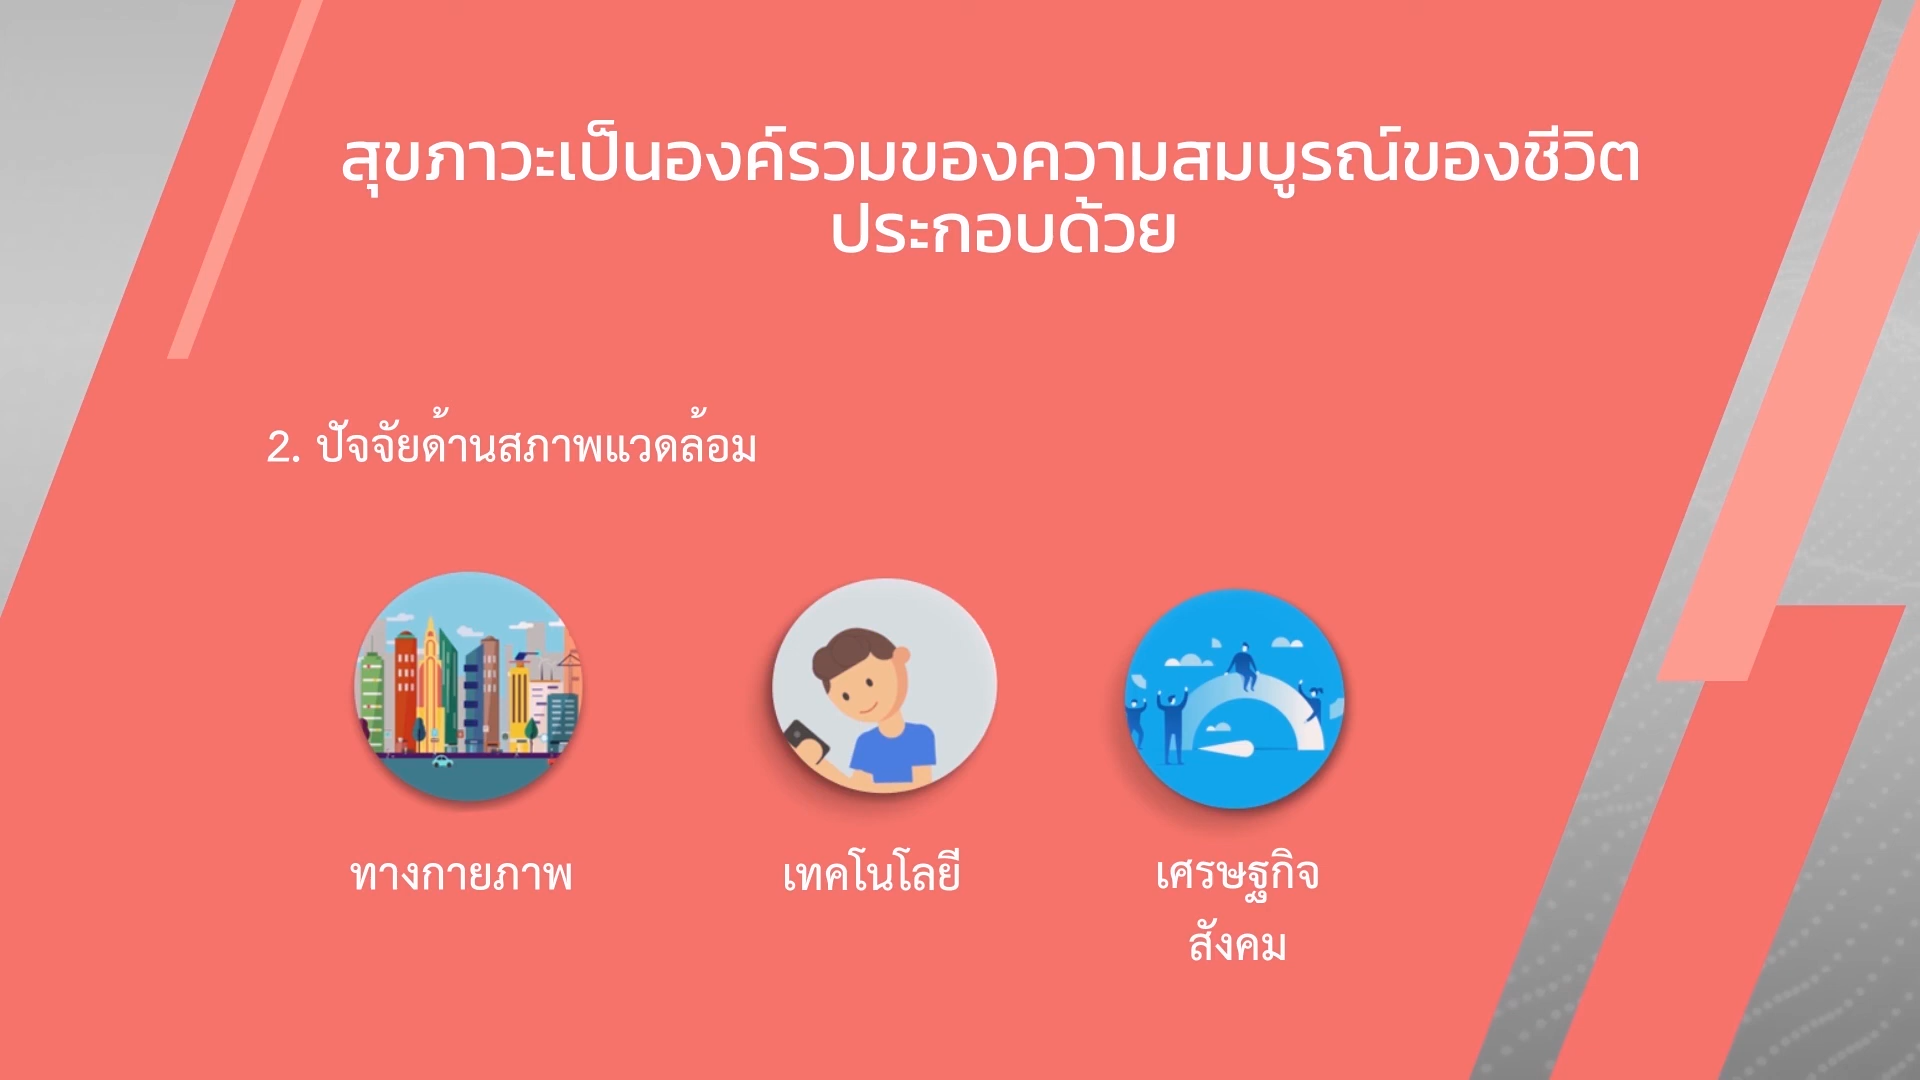 สุขภาวะเป็นองค์รวมของความสมบูรณ์ของชีวิต
ประกอบด้วย
2. ปัจจัยด้านสภาพแวดล้อม
ทางกายภาพ
เทคโนโลยี
เศรษฐกิจ
สังคม